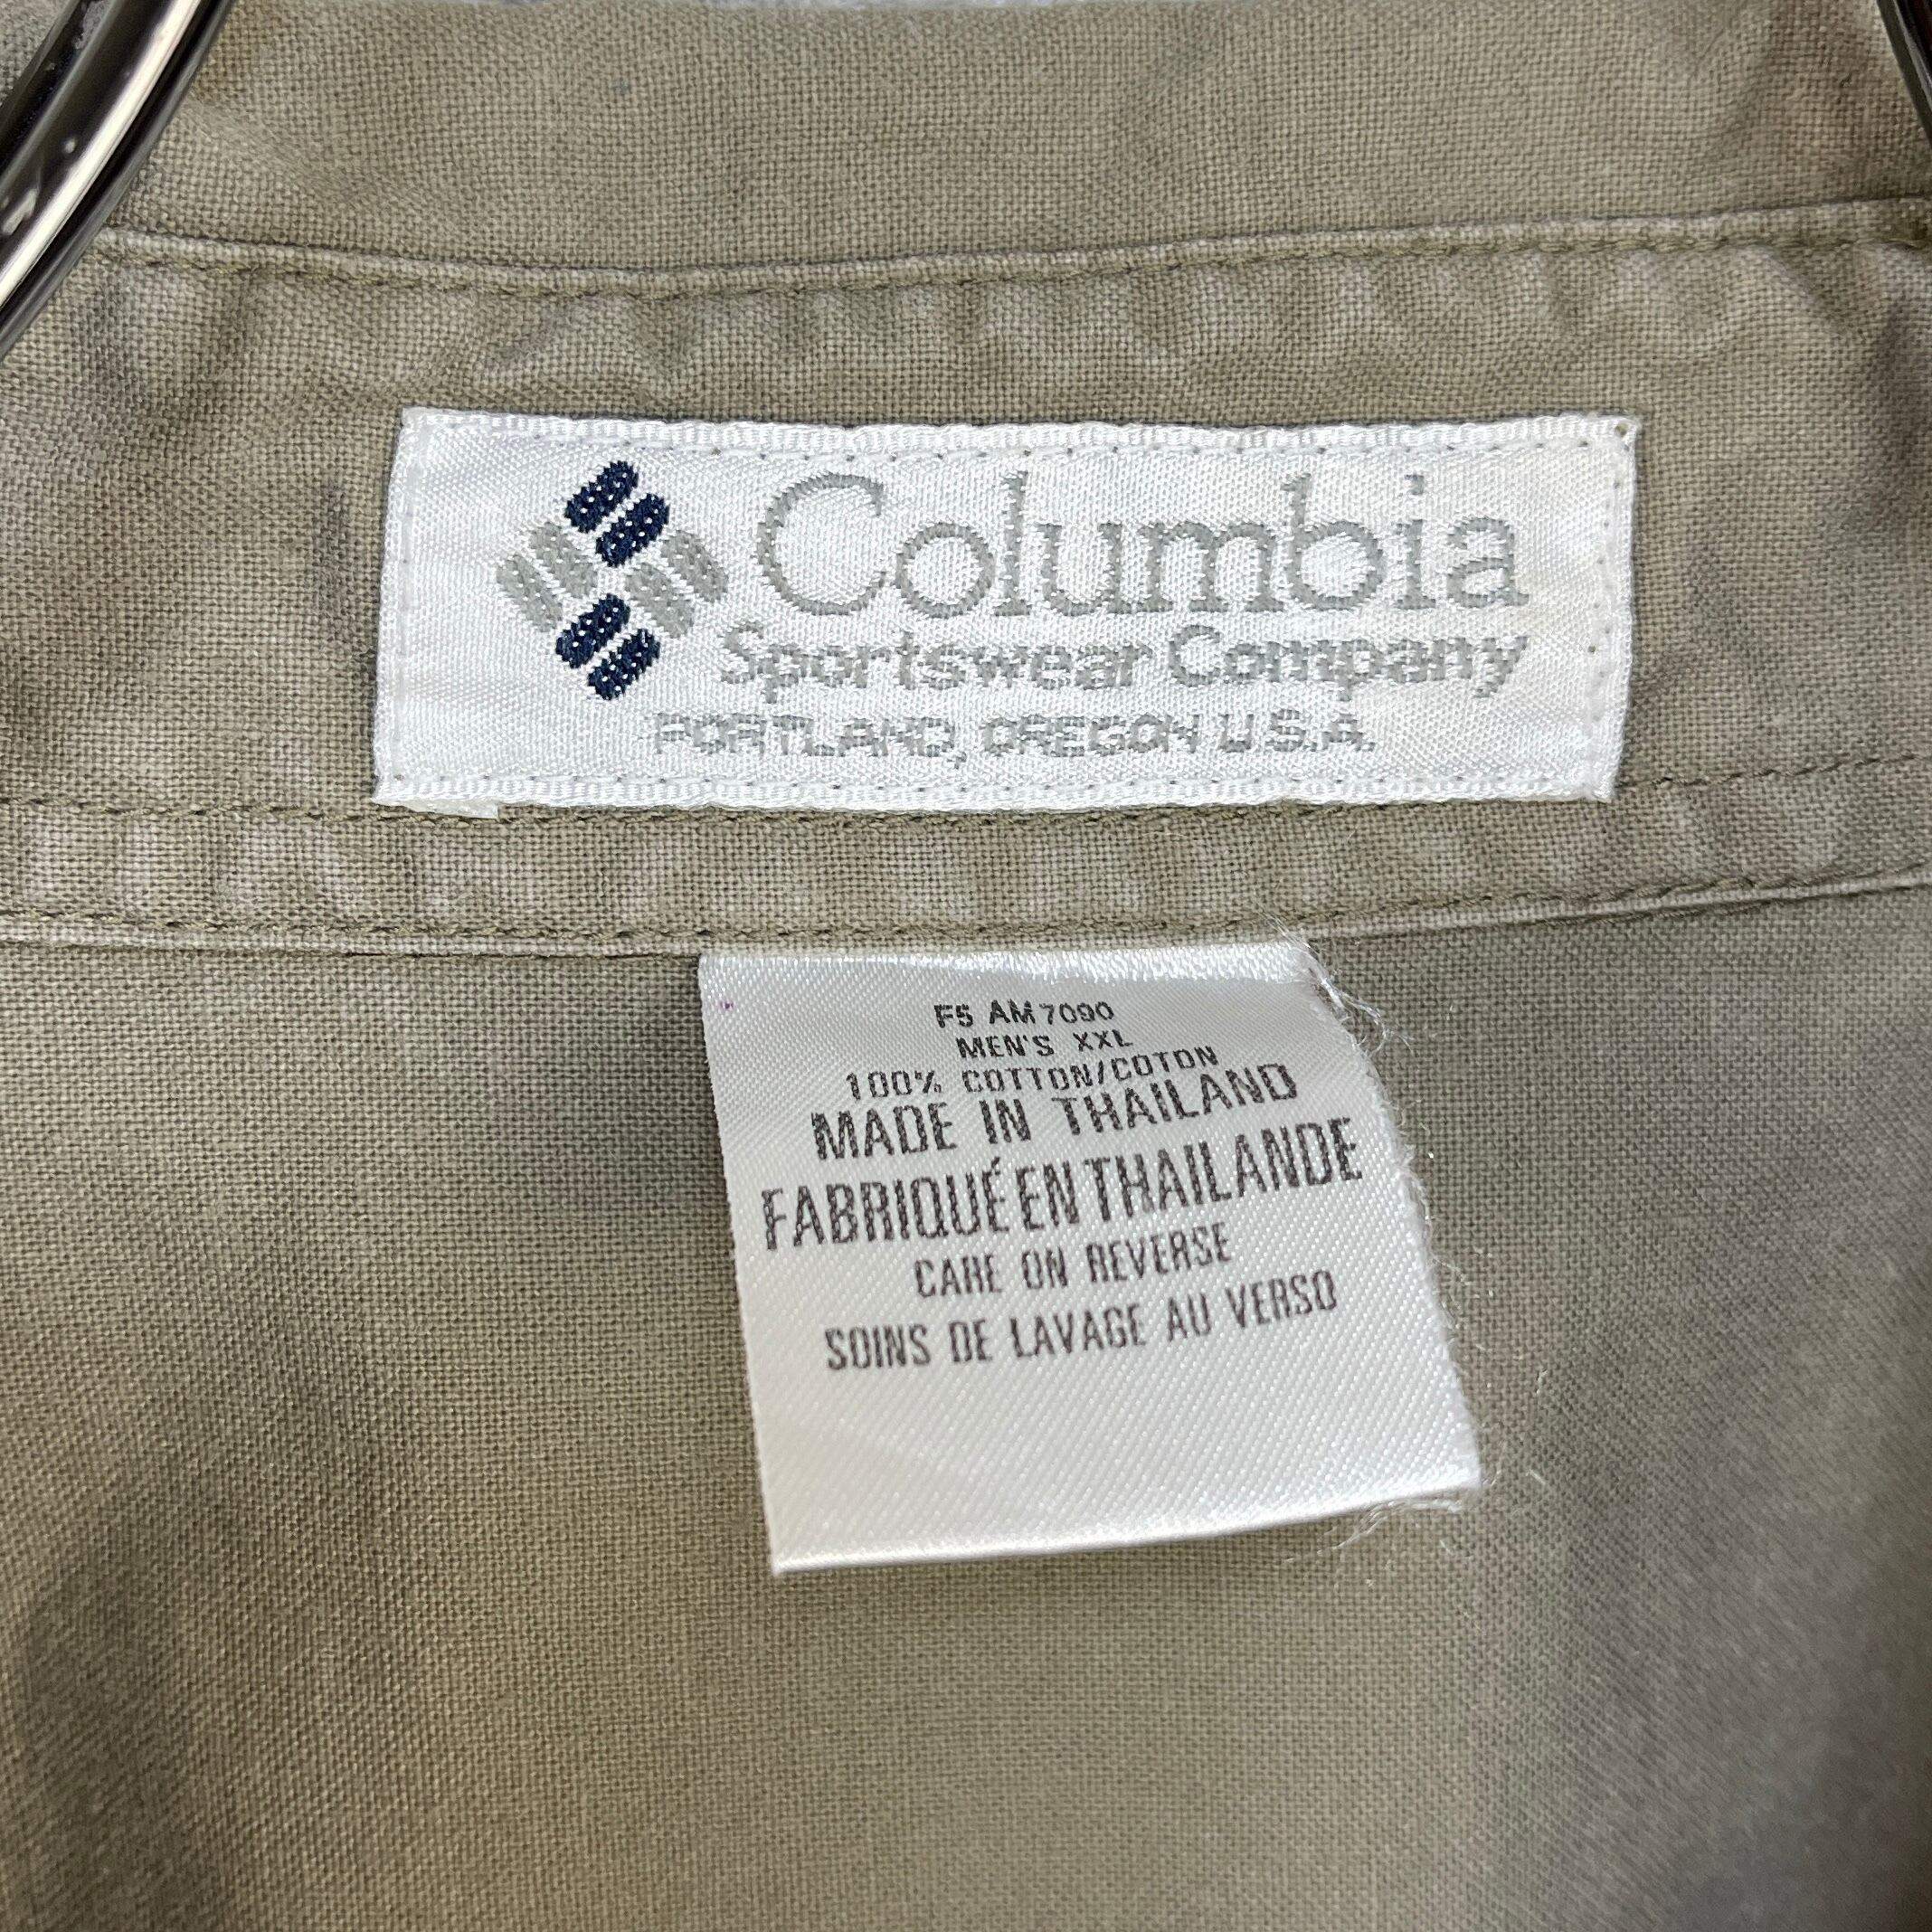 Columbia
Sportswear Company
PORTLAND, OREGON U.S.A.
F5 AM7090
MEN'S XXL
100% COTTON/COTON
MADE IN THAILAND
FABRIQUÉ EN THAILANDE
CARE ON REVERSE
SOINS DE LAVAGE AU VERSO